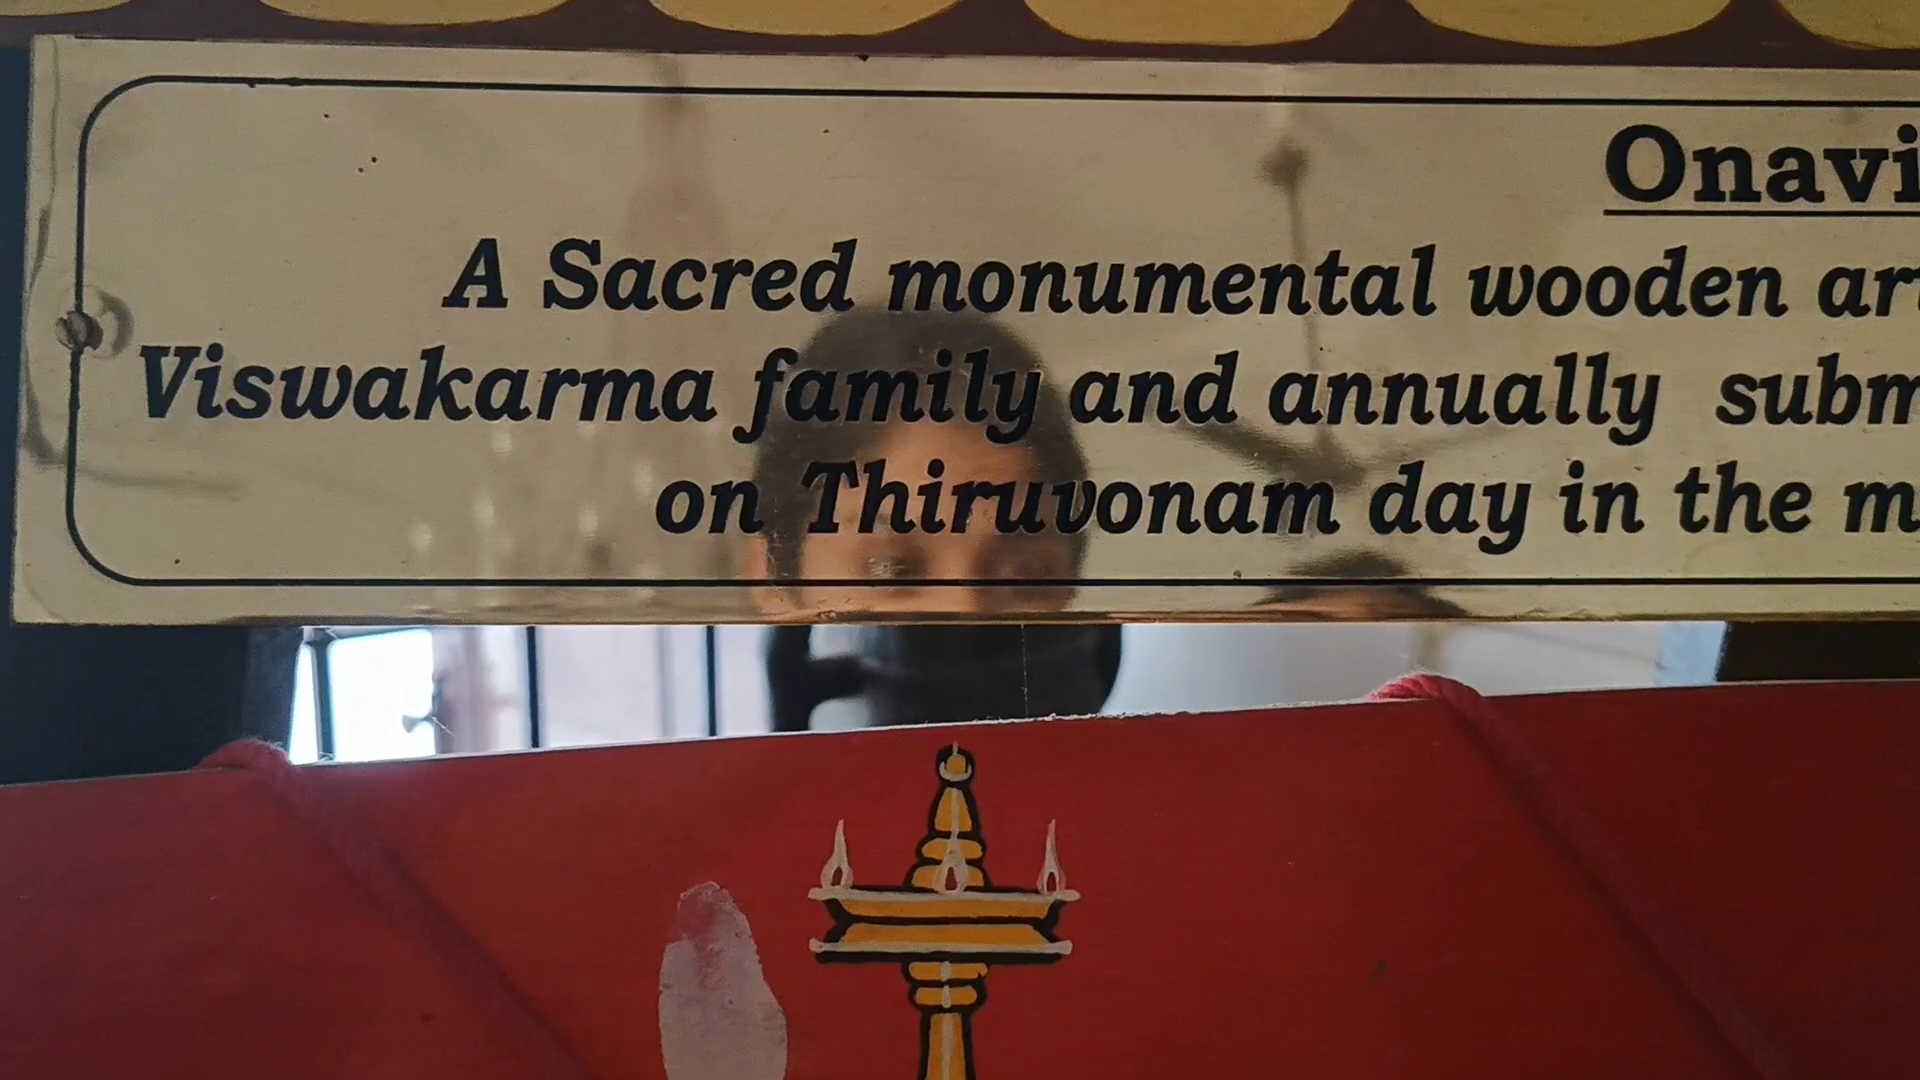 Onavi
A Sacred monumental wooden ar
Viswakarma family and annually subm
on Thiruvonam day in the m